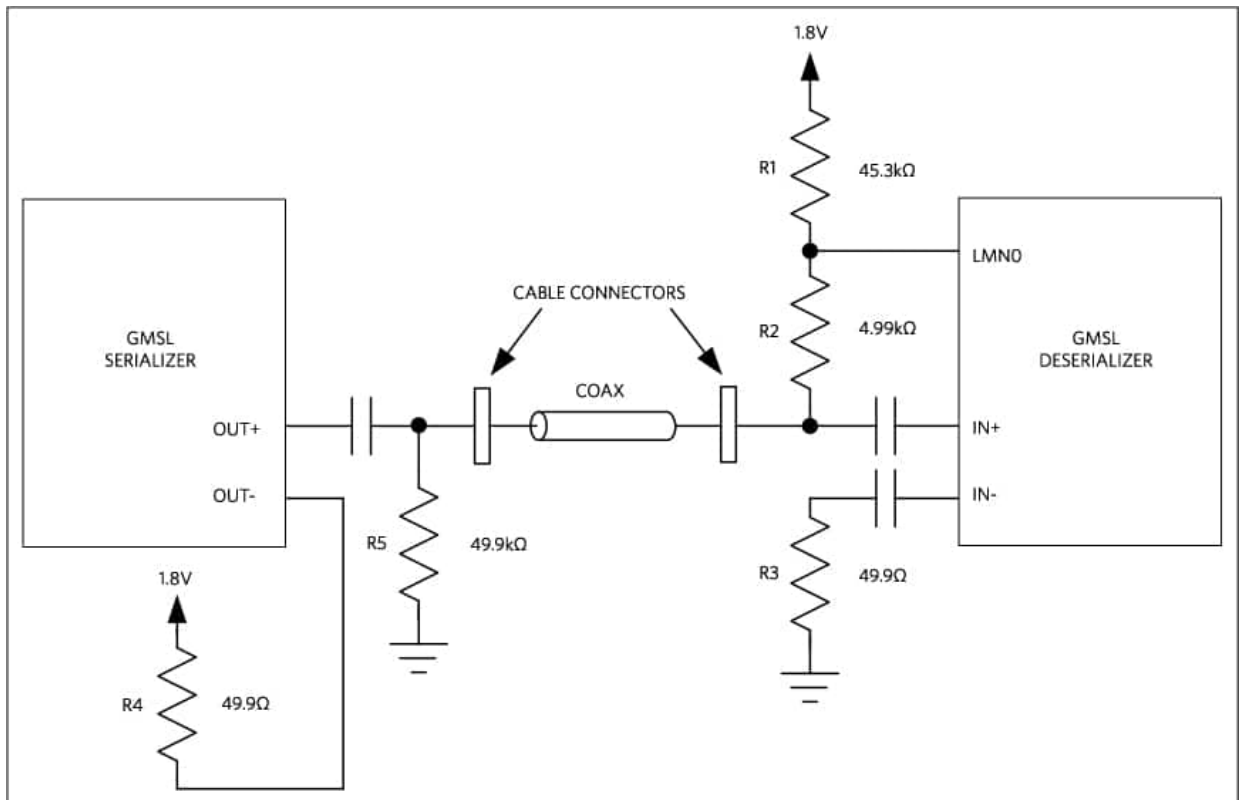 1.8V
R1
45.3kΩ
LMN0
CABLE CONNECTORS
R2
4.99kΩ
GMSL
SERIALIZER
GMSL
DESERIALIZER
COAX
OUT+
IN+
OUT-
IN-
R5
49.9kΩ
R3
49.9Ω
1.8V
R4
49.9Ω